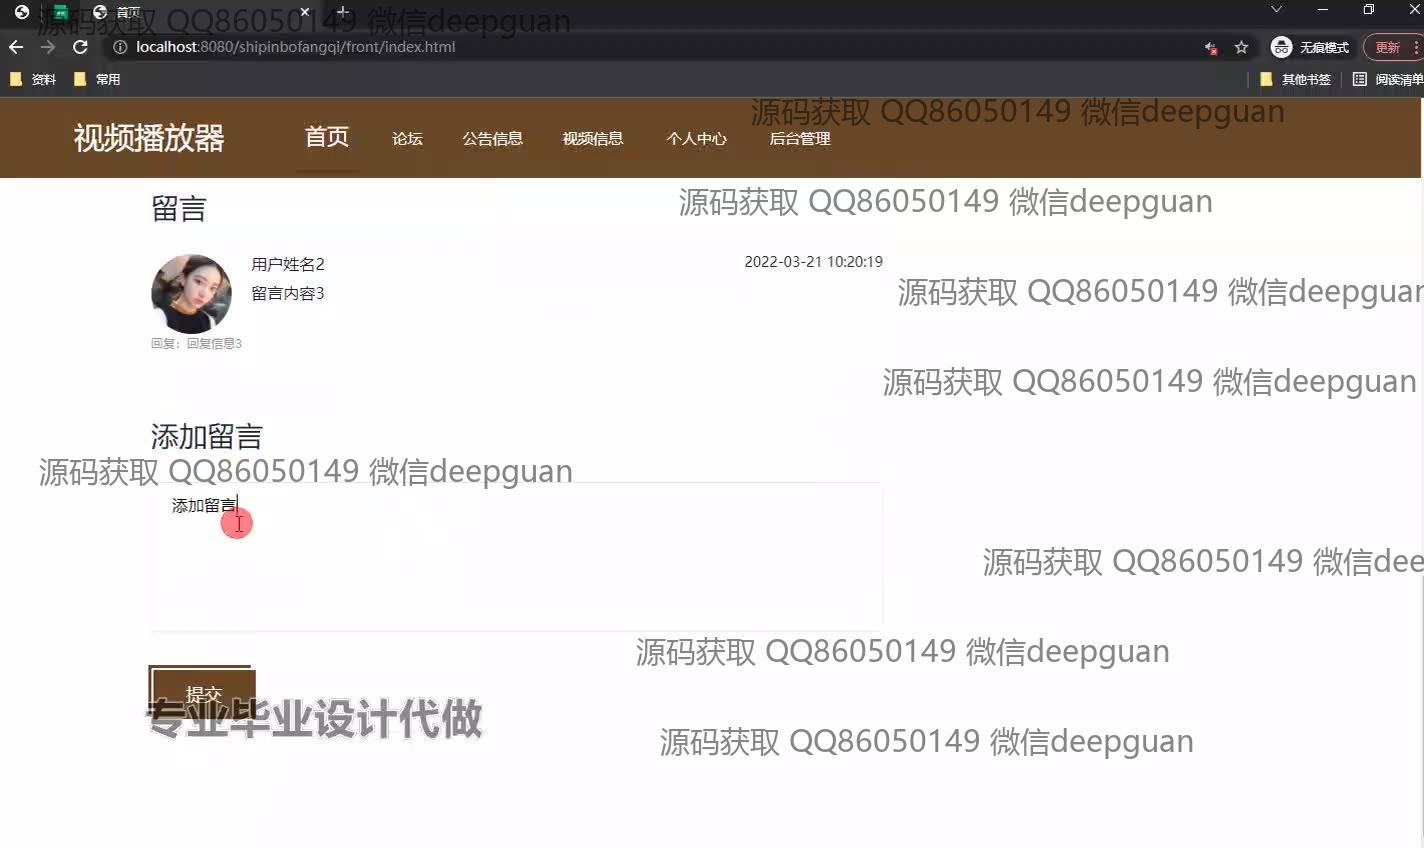 首页
源码获取 QQ86050149 微信deepguan
localhost:8080/shipinbofangqi/front/index.html
无痕模式
更新
资料
常用
其他书签
阅读清单
源码获取 QQ86050149 微信deepguan
视频播放器
首页
论坛
公告信息
视频信息
个人中心
后台管理
源码获取 QQ86050149 微信deepguan
留言
用户姓名2
2022-03-21 10:20:19
留言内容3
源码获取 QQ86050149 微信deepguan
回复：回复信息3
源码获取 QQ86050149 微信deepguan
添加留言
源码获取 QQ86050149 微信deepguan
添加留言
源码获取 QQ86050149 微信dee
源码获取 QQ86050149 微信deepguan
提交
专业毕业设计代做
源码获取 QQ86050149 微信deepguan